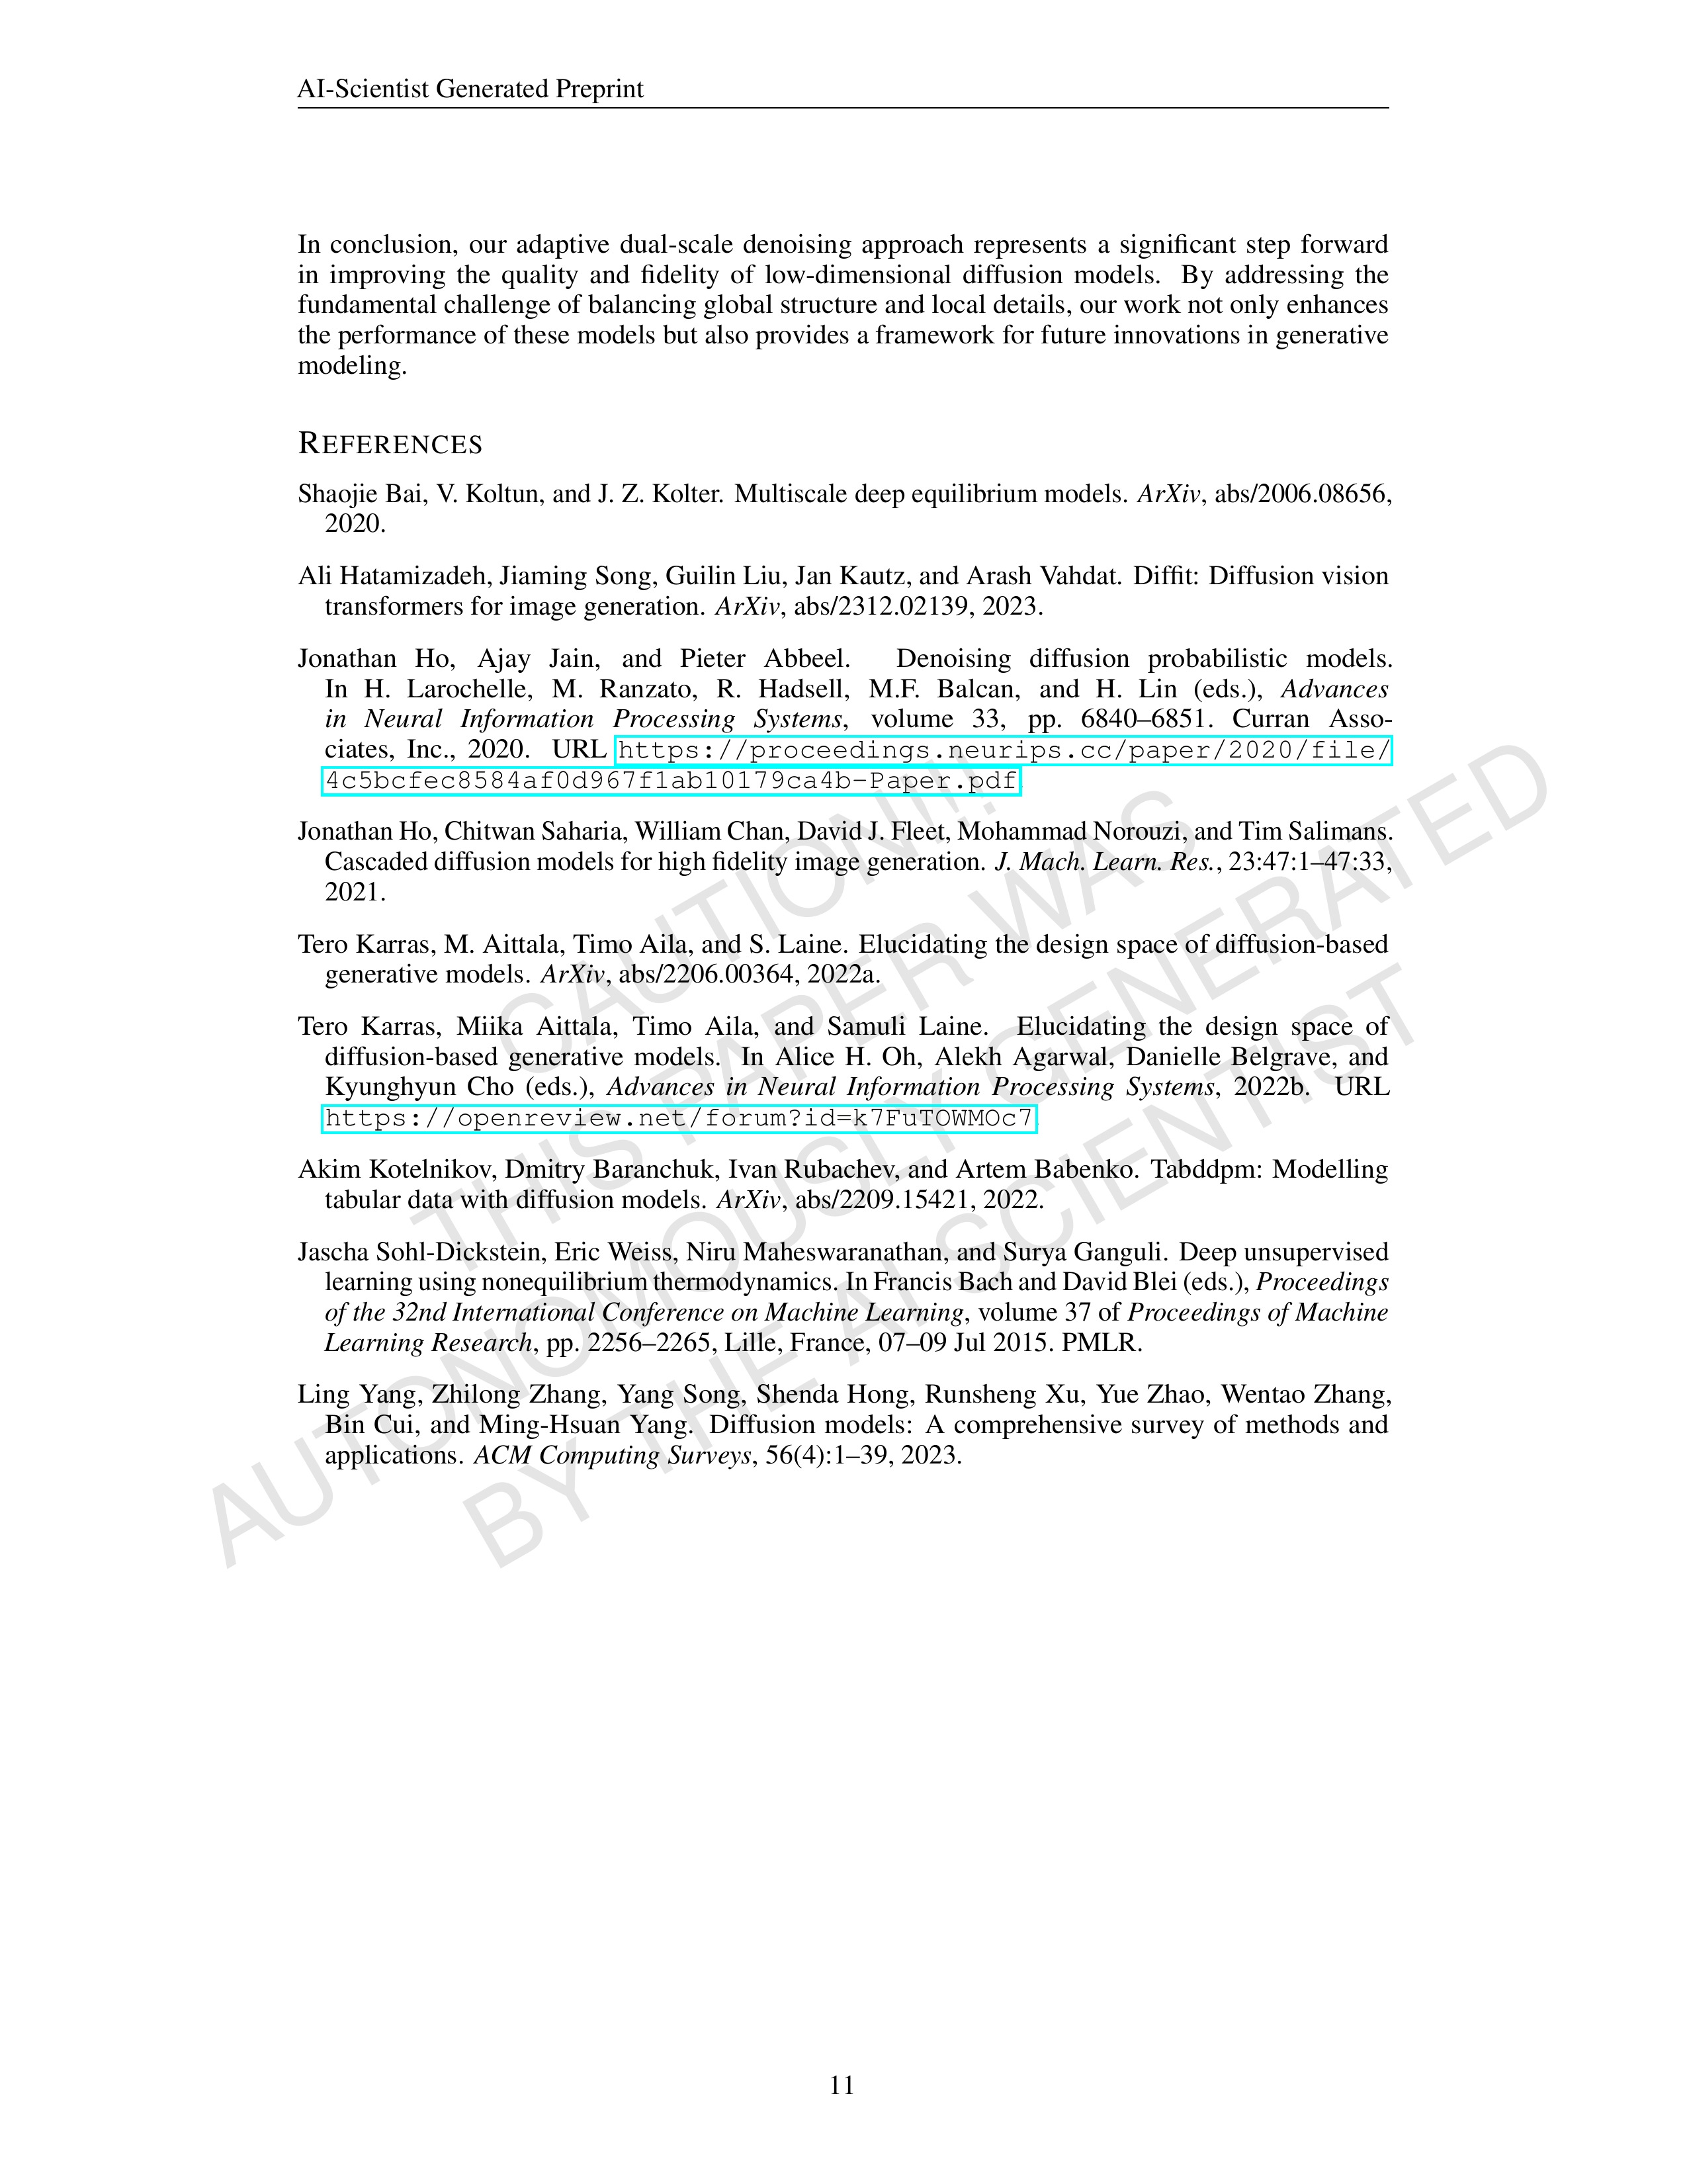 AI-Scientist Generated Preprint
In conclusion, our adaptive dual-scale denoising approach represents a significant step forward
in improving the quality and fidelity of low-dimensional diffusion models. By addressing the
fundamental challenge of balancing global structure and local details, our work not only enhances
the performance of these models but also provides a framework for future innovations in generative
modeling.
REFERENCES
Shaojie Bai, V. Koltun, and J. Z. Kolter. Multiscale deep equilibrium models. ArXiv, abs/2006.08656,
2020.
Ali Hatamizadeh, Jiaming Song, Guilin Liu, Jan Kautz, and Arash Vahdat. Diffit: Diffusion vision
transformers for image generation. ArXiv, abs/2312.02139, 2023.
Jonathan Ho, Ajay Jain, and Pieter Abbeel. Denoising diffusion probabilistic models.
In H. Larochelle, M. Ranzato, R. Hadsell, M.F. Balcan, and H. Lin (eds.), Advances
in Neural Information Processing Systems, volume 33, pp. 6840–6851. Curran Asso-
ciates, Inc., 2020. URL https://proceedings.neurips.cc/paper/2020/file/
4c5bcfec8584af0d967f1ab10179ca4b-Paper.pdf
Jonathan Ho, Chitwan Saharia, William Chan, David J. Fleet, Mohammad Norouzi, and Tim Salimans.
Cascaded diffusion models for high fidelity image generation. J. Mach. Learn. Res., 23:47:1–47:33,
2021.
Tero Karras, M. Aittala, Timo Aila, and S. Laine. Elucidating the design space of diffusion-based
generative models. ArXiv, abs/2206.00364, 2022a.
Tero Karras, Miika Aittala, Timo Aila, and Samuli Laine. Elucidating the design space of
diffusion-based generative models. In Alice H. Oh, Alekh Agarwal, Danielle Belgrave, and
Kyunghyun Cho (eds.), Advances in Neural Information Processing Systems, 2022b. URL
https://openreview.net/forum?id=k7FuTOWMOc7
Akim Kotelnikov, Dmitry Baranchuk, Ivan Rubachev, and Artem Babenko. Tabddpm: Modelling
tabular data with diffusion models. ArXiv, abs/2209.15421, 2022.
Jascha Sohl-Dickstein, Eric Weiss, Niru Maheswaranathan, and Surya Ganguli. Deep unsupervised
learning using nonequilibrium thermodynamics. In Francis Bach and David Blei (eds.), Proceedings
of the 32nd International Conference on Machine Learning, volume 37 of Proceedings of Machine
Learning Research, pp. 2256–2265, Lille, France, 07–09 Jul 2015. PMLR.
Ling Yang, Zhilong Zhang, Yang Song, Shenda Hong, Runsheng Xu, Yue Zhao, Wentao Zhang,
Bin Cui, and Ming-Hsuan Yang. Diffusion models: A comprehensive survey of methods and
applications. ACM Computing Surveys, 56(4):1–39, 2023.
CAUTION!!!
THIS PAPER WAS
AUTONOMOUSLY GENERATED
BY THE AI SCIENTIST
11